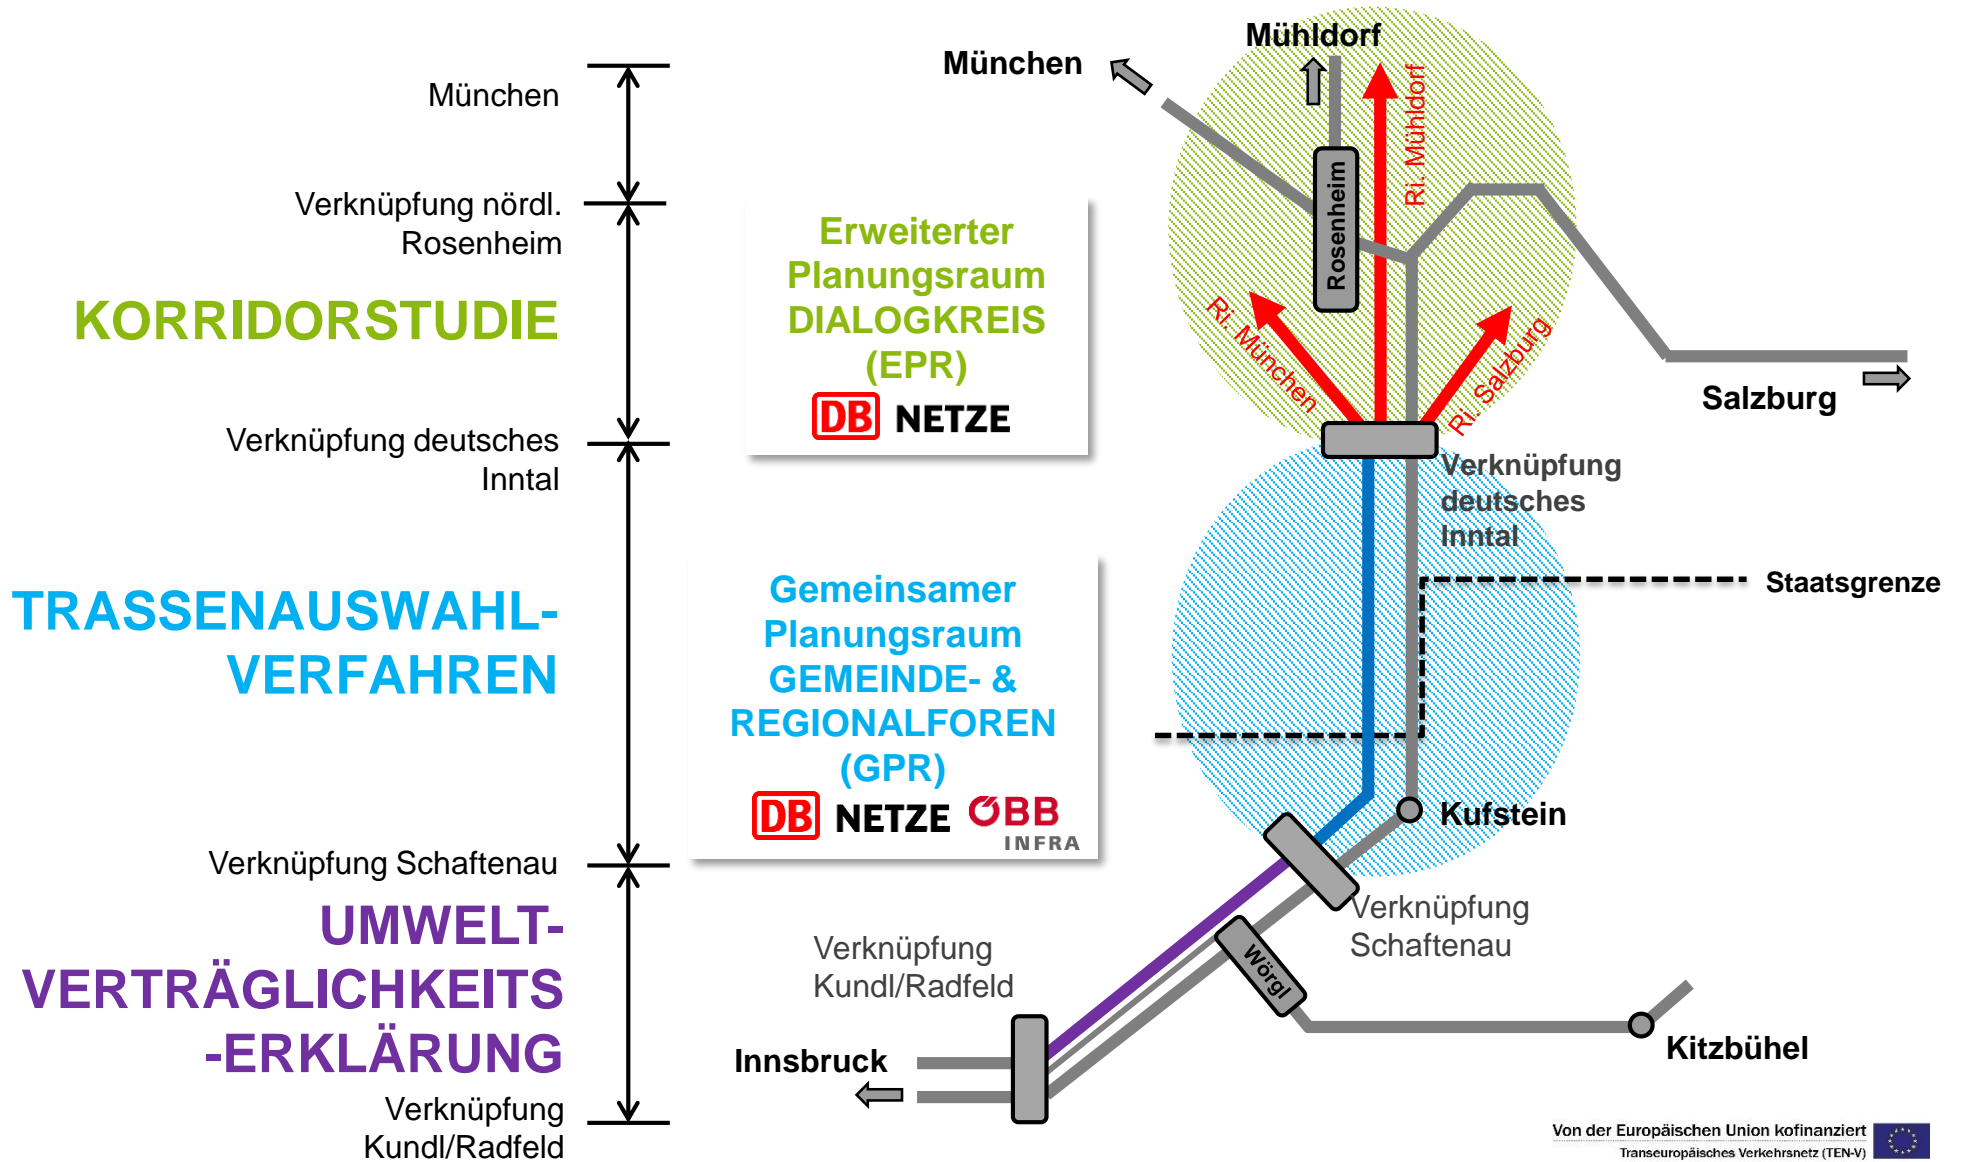 München
Verknüpfung nördl.
Rosenheim
KORRIDORSTUDIE
Verknüpfung deutsches
Inntal
TRASSENAUSWAHL-
VERFAHREN
Verknüpfung Schaftenau
UMWELT-
VERTRÄGLICHKEITS
-ERKLÄRUNG
Verknüpfung
Kundl/Radfeld
Erweiterter
Planungsraum
DIALOGKREIS
(EPR)
DB NETZE
Gemeinsamer
Planungsraum
GEMEINDE- &
REGIONALFOREN
(GPR)
DB NETZE ÖBB
INFRA
München
Mühldorf
Ri. Mühldorf
Rosenheim
Ri. München
Ri. Salzburg
Salzburg
Verknüpfung
deutsches
Inntal
Staatsgrenze
Kufstein
Verknüpfung
Schaftenau
Wörgl
Verknüpfung
Kundl/Radfeld
Innsbruck
Kitzbühel
Von der Europäischen Union kofinanziert
Transeuropäisches Verkehrsnetz (TEN-V)